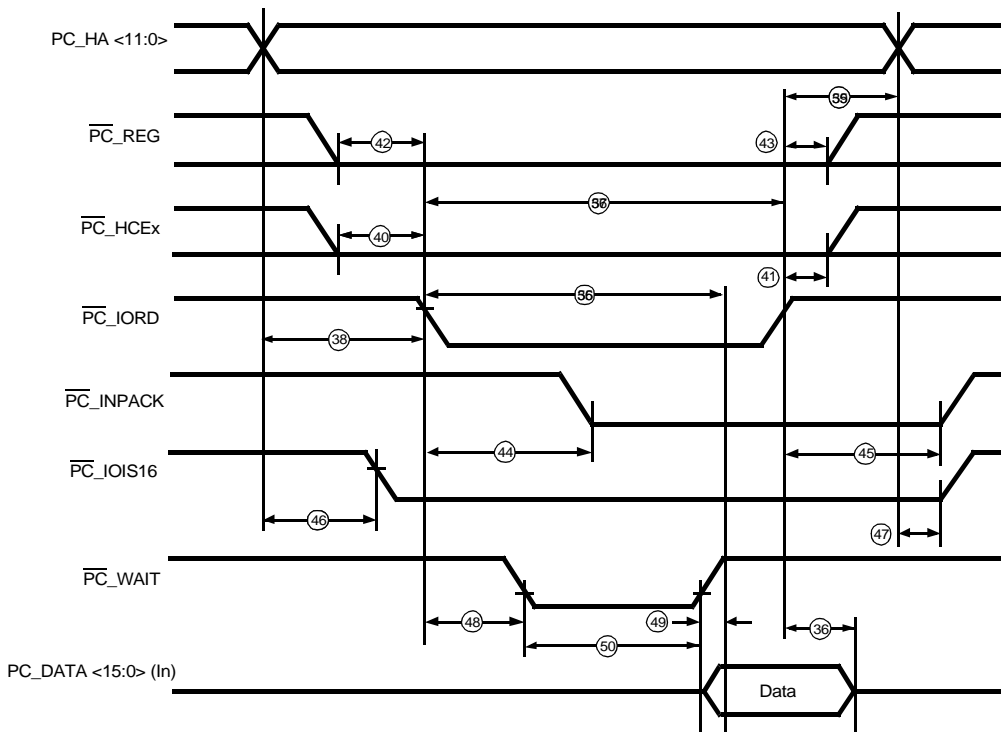 PC_HA <11:0>
PC_REG
42
43
PC_HCEx
40
41
PC_IORD
38
PC_INPACK
44
45
PC_IOIS16
46
47
PC_WAIT
48
49
50
36
PC_DATA <15:0> (In)
Data